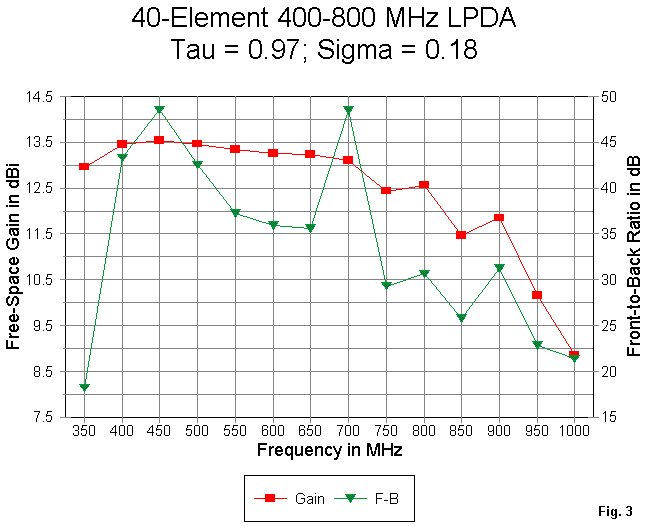 40-Element 400-800 MHz LPDA
Tau = 0.97; Sigma = 0.18
Free-Space Gain in dBi
14.5
13.5
12.5
11.5
10.5
9.5
8.5
7.5
50
45
40
35
30
25
20
15
Front-to-Back Ratio in dB
350 400 450 500 550 600 650 700 750 800 850 900 950 1000
Frequency in MHz
Gain F-B
Fig. 3